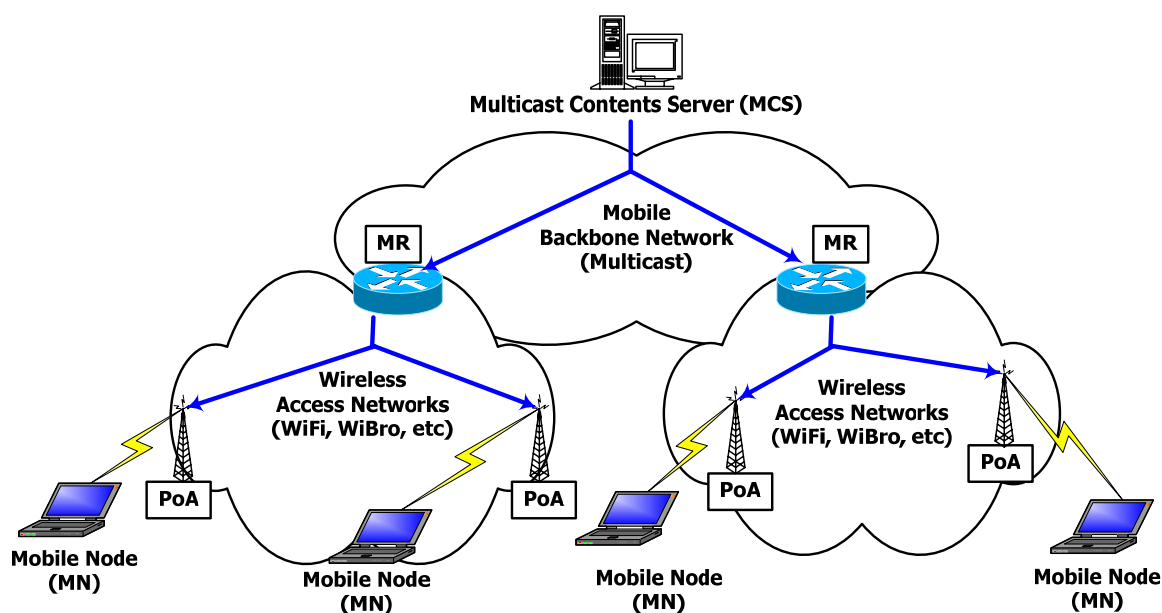 Multicast Contents Server (MCS)
Mobile
Backbone Network
(Multicast)
MR
MR
Wireless
Access Networks
(WiFi, WiBro, etc)
Wireless
Access Networks
(WiFi, WiBro, etc)
PoA
PoA
PoA
PoA
Mobile Node
(MN)
Mobile Node
(MN)
Mobile Node
(MN)
Mobile Node
(MN)